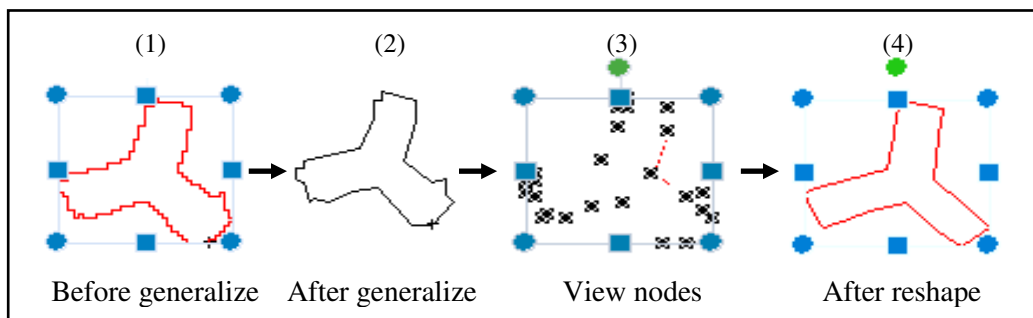 (1) (2) (3) (4)
Before generalize After generalize View nodes After reshape